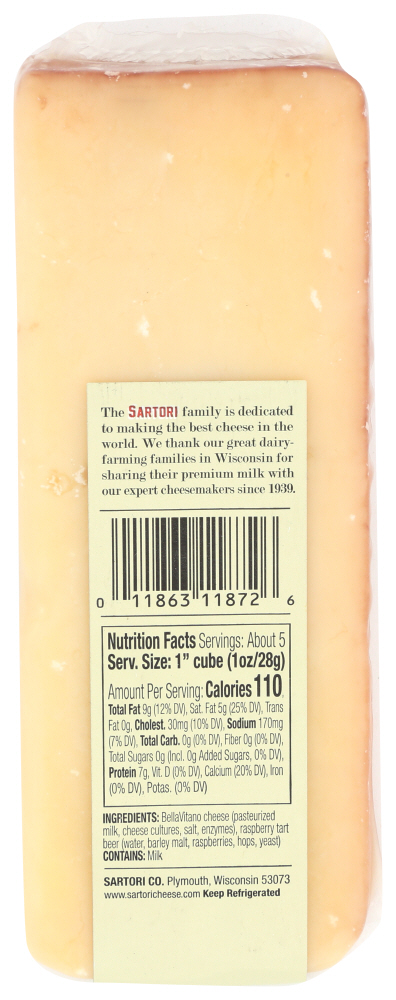 The SARTORI family is dedicated
to making the best cheese in the
world. We thank our great dairy-
farming families in Wisconsin for
sharing their premium milk with
our expert cheesemakers since 1939.
0 11863 11872 6
Nutrition Facts Servings: About 5
Serv. Size: 1” cube (1oz/28g)
Amount Per Serving: Calories 110
Total Fat 9g (12% DV), Sat. Fat 5g (25% DV), Trans
Fat 0g, Cholest. 30mg (10% DV), Sodium 170mg
(7% DV), Total Carb. 0g (0% DV), Fiber 0g (0% DV),
Total Sugars 0g (Incl. 0g Added Sugars, 0% DV),
Protein 7g, Vit. D (0% DV), Calcium (20% DV), Iron
(0% DV), Potas. (0% DV)
INGREDIENTS: BellaVitano cheese (pasteurized
milk, cheese cultures, salt, enzymes), raspberry tart
beer (water, barley malt, raspberries, hops, yeast)
CONTAINS: Milk
SARTORI CO. Plymouth, Wisconsin 53073
www.sartoricheese.com Keep Refrigerated